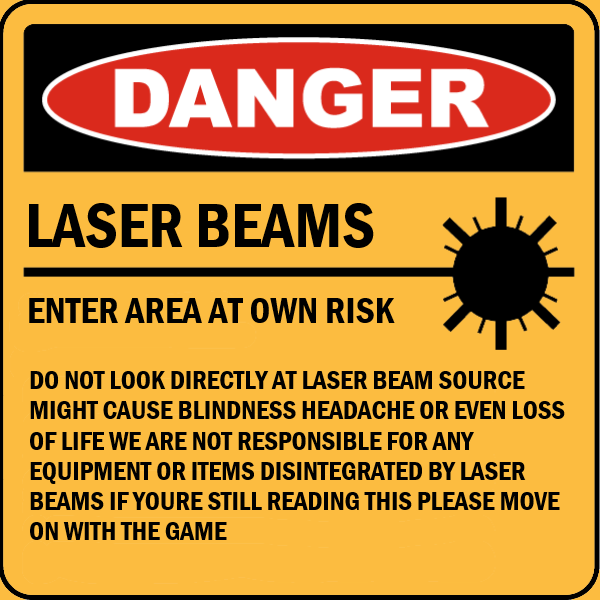 DANGER
LASER BEAMS
ENTER AREA AT OWN RISK
DO NOT LOOK DIRECTLY AT LASER BEAM SOURCE
MIGHT CAUSE BLINDNESS HEADACHE OR EVEN LOSS
OF LIFE WE ARE NOT RESPONSIBLE FOR ANY
EQUIPMENT OR ITEMS DISINTEGRATED BY LASER
BEAMS IF YOURE STILL READING THIS PLEASE MOVE
ON WITH THE GAME